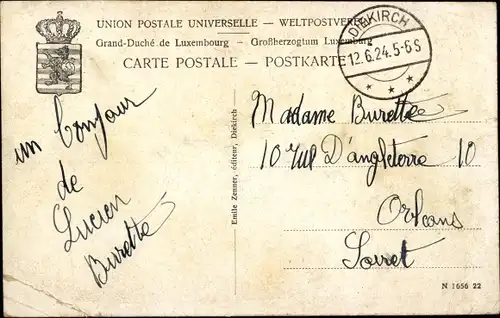 UNION POSTALE UNIVERSELLE — WELTPOSTVEREIN
Grand-Duché de Luxembourg — Großherzogtum Luxemburg
CARTE POSTALE — POSTKARTE
DIEKIRCH
12.6.24.5-6S
un bonjour
de
Lucien
Burette
Emile Zenner, éditeur, Diekirch
Madame Burette
10 rue D'angleterre 10
Orléans
Loiret
N 1656 22